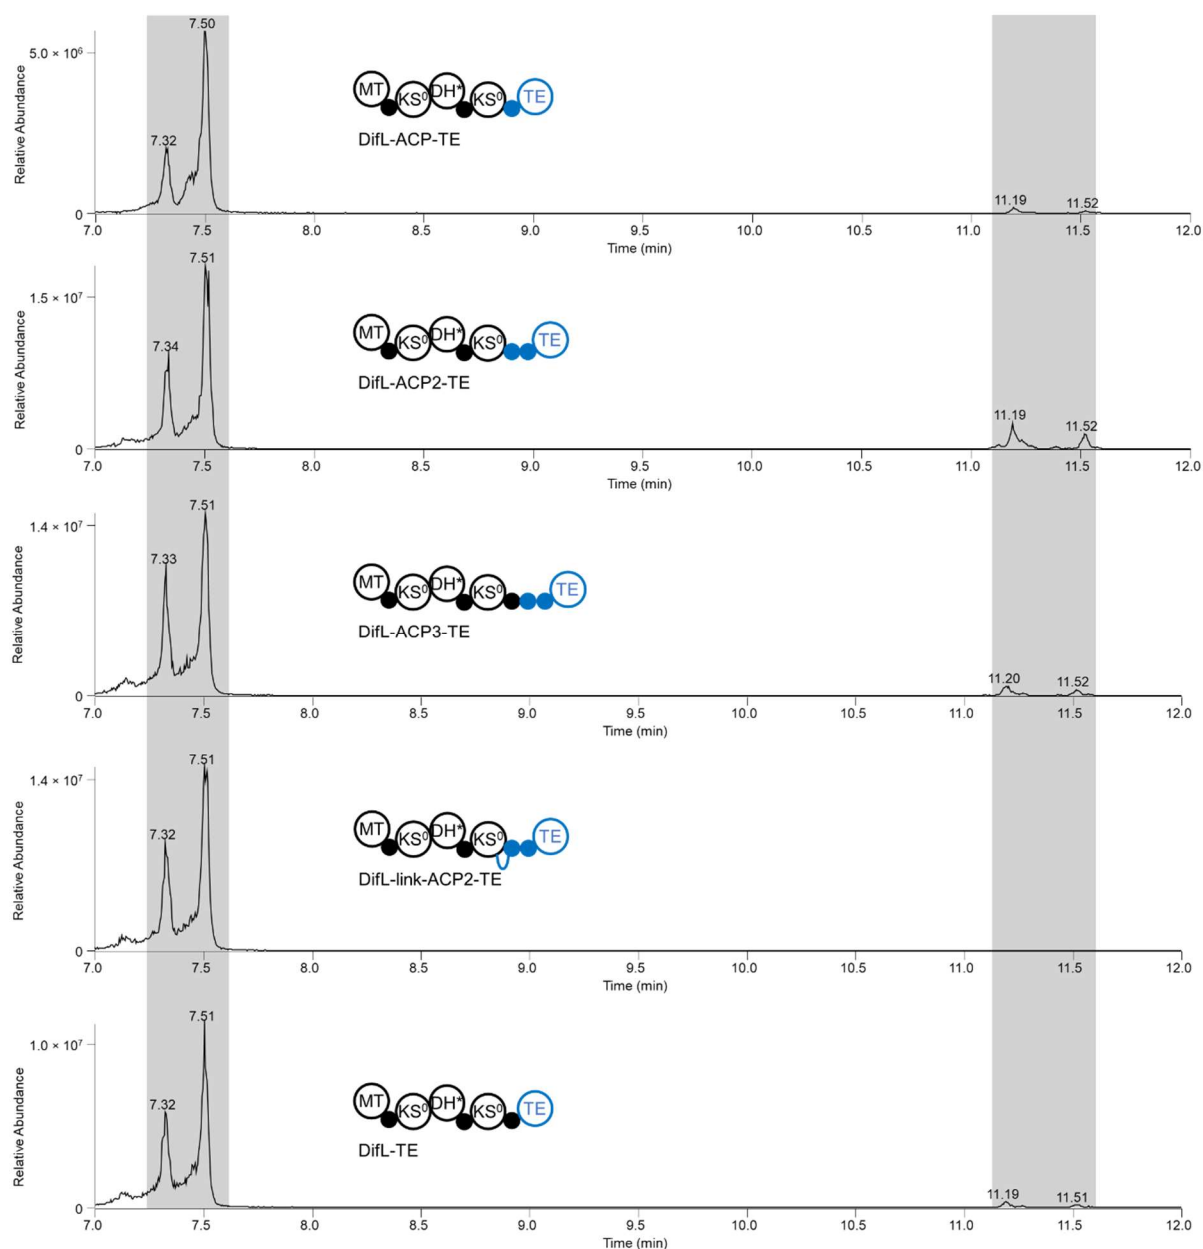 7.50
5.0 × 10⁶
Relative Abundance
7.32
MT KS⁰ DH* KS⁰ TE
DifL-ACP-TE
11.19 11.52
0
7.0 7.5 8.0 8.5 9.0 9.5 10.0 10.5 11.0 11.5 12.0
Time (min)
7.51
1.5 × 10⁷
Relative Abundance
7.34
MT KS⁰ DH* KS⁰ TE
DifL-ACP2-TE
11.19 11.52
0
7.0 7.5 8.0 8.5 9.0 9.5 10.0 10.5 11.0 11.5 12.0
Time (min)
7.51
1.4 × 10⁷
Relative Abundance
7.33
MT KS⁰ DH* KS⁰ TE
DifL-ACP3-TE
11.20 11.52
0
7.0 7.5 8.0 8.5 9.0 9.5 10.0 10.5 11.0 11.5 12.0
Time (min)
7.51
1.4 × 10⁷
Relative Abundance
7.32
MT KS⁰ DH* KS⁰ TE
DifL-link-ACP2-TE
0
7.0 7.5 8.0 8.5 9.0 9.5 10.0 10.5 11.0 11.5 12.0
Time (min)
7.51
1.0 × 10⁷
Relative Abundance
7.32
MT KS⁰ DH* KS⁰ TE
DifL-TE
11.19 11.51
0
7.0 7.5 8.0 8.5 9.0 9.5 10.0 10.5 11.0 11.5 12.0
Time (min)